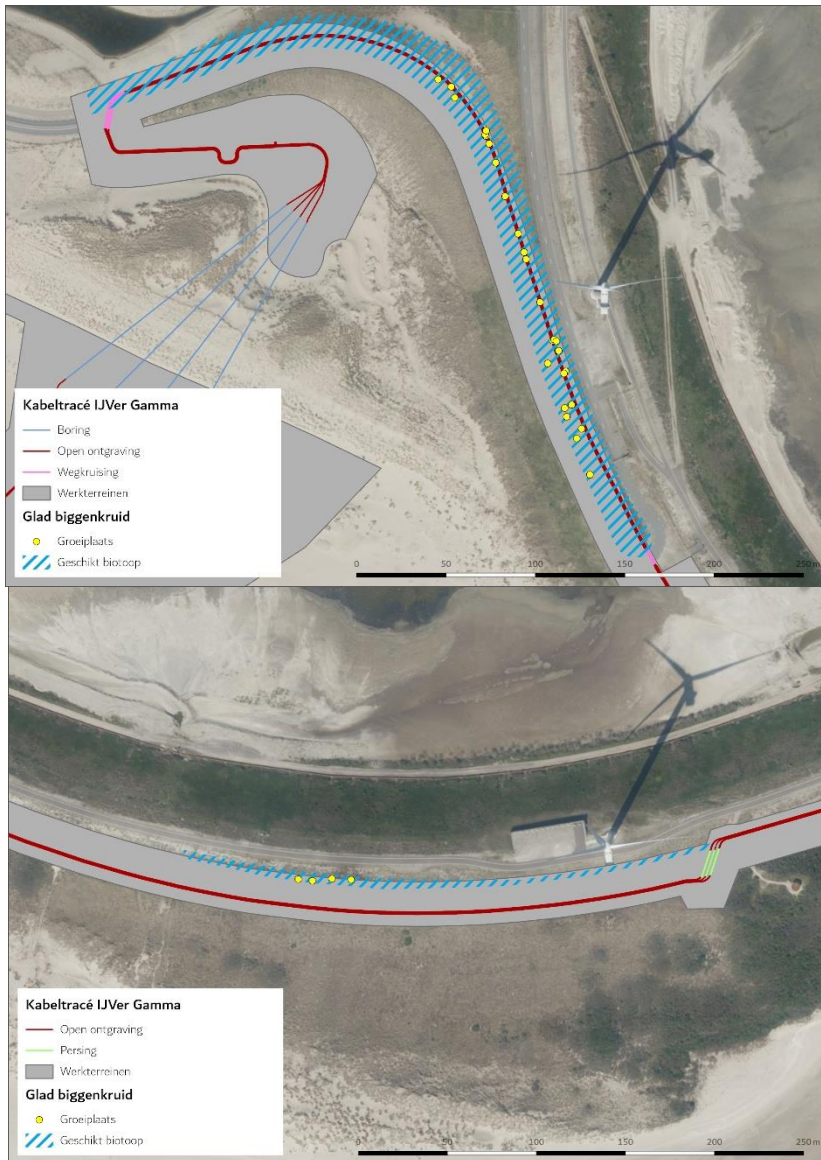 Kabeltracé IJVer Gamma
Boring
Open ontgraving
Wegkruising
Werkterreinen
Glad biggenkruid
Groeiplaats
Geschikt biotoop
0 50 100 150 200 250 m
Kabeltracé IJVer Gamma
Open ontgraving
Persing
Werkterreinen
Glad biggenkruid
Groeiplaats
Geschikt biotoop
0 50 100 150 200 250 m